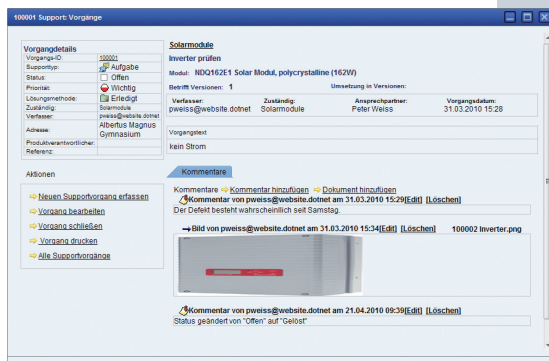 100001 Support: Vorgänge
Vorgangdetails
Vorgangs-ID: 100001
Supporttyp: Aufgabe
Status: Offen
Priorität: Wichtig
Lösungsmethode: Erledigt
Zuständig: Solarmodule
Verfasser: pweiss@website.dotnet
Adresse: Albertus Magnus
Gymnasium
Produktverantwortlicher:
Referenz:
Aktionen
Neuen Supportvorgang erfassen
Vorgang bearbeiten
Vorgang schließen
Vorgang drucken
Alle Supportvorgänge
Solarmodule
Inverter prüfen
Modul: NDQ162E1 Solar Modul, polycrystalline (162W)
Betrifft Versionen: 1 Umsetzung in Versionen:
Verfasser: Zuständig: Ansprechpartner: Vorgangsdatum:
pweiss@website.dotnet Solarmodule Peter Weiss 31.03.2010 15:28
Vorgangstext
kein Strom
Kommentare
Kommentare Kommentar hinzufügen Dokument hinzufügen
Kommentar von pweiss@website.dotnet am 31.03.2010 15:29[Edit] [Löschen]
Der Defekt besteht wahrscheinlich seit Samstag.
Bild von pweiss@website.dotnet am 31.03.2010 15:34[Edit] [Löschen] 100002 Inverter.png
Kommentar von pweiss@website.dotnet am 21.04.2010 09:39[Edit] [Löschen]
Status geändert von "Offen" auf "Gelöst"